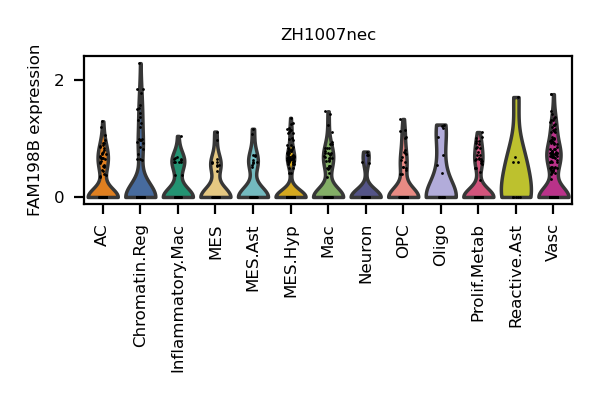 ZH1007nec
FAM198B expression
2
0
AC
Chromatin.Reg
Inflammatory.Mac
MES
MES.Ast
MES.Hyp
Mac
Neuron
OPC
Oligo
Prolif.Metab
Reactive.Ast
Vasc